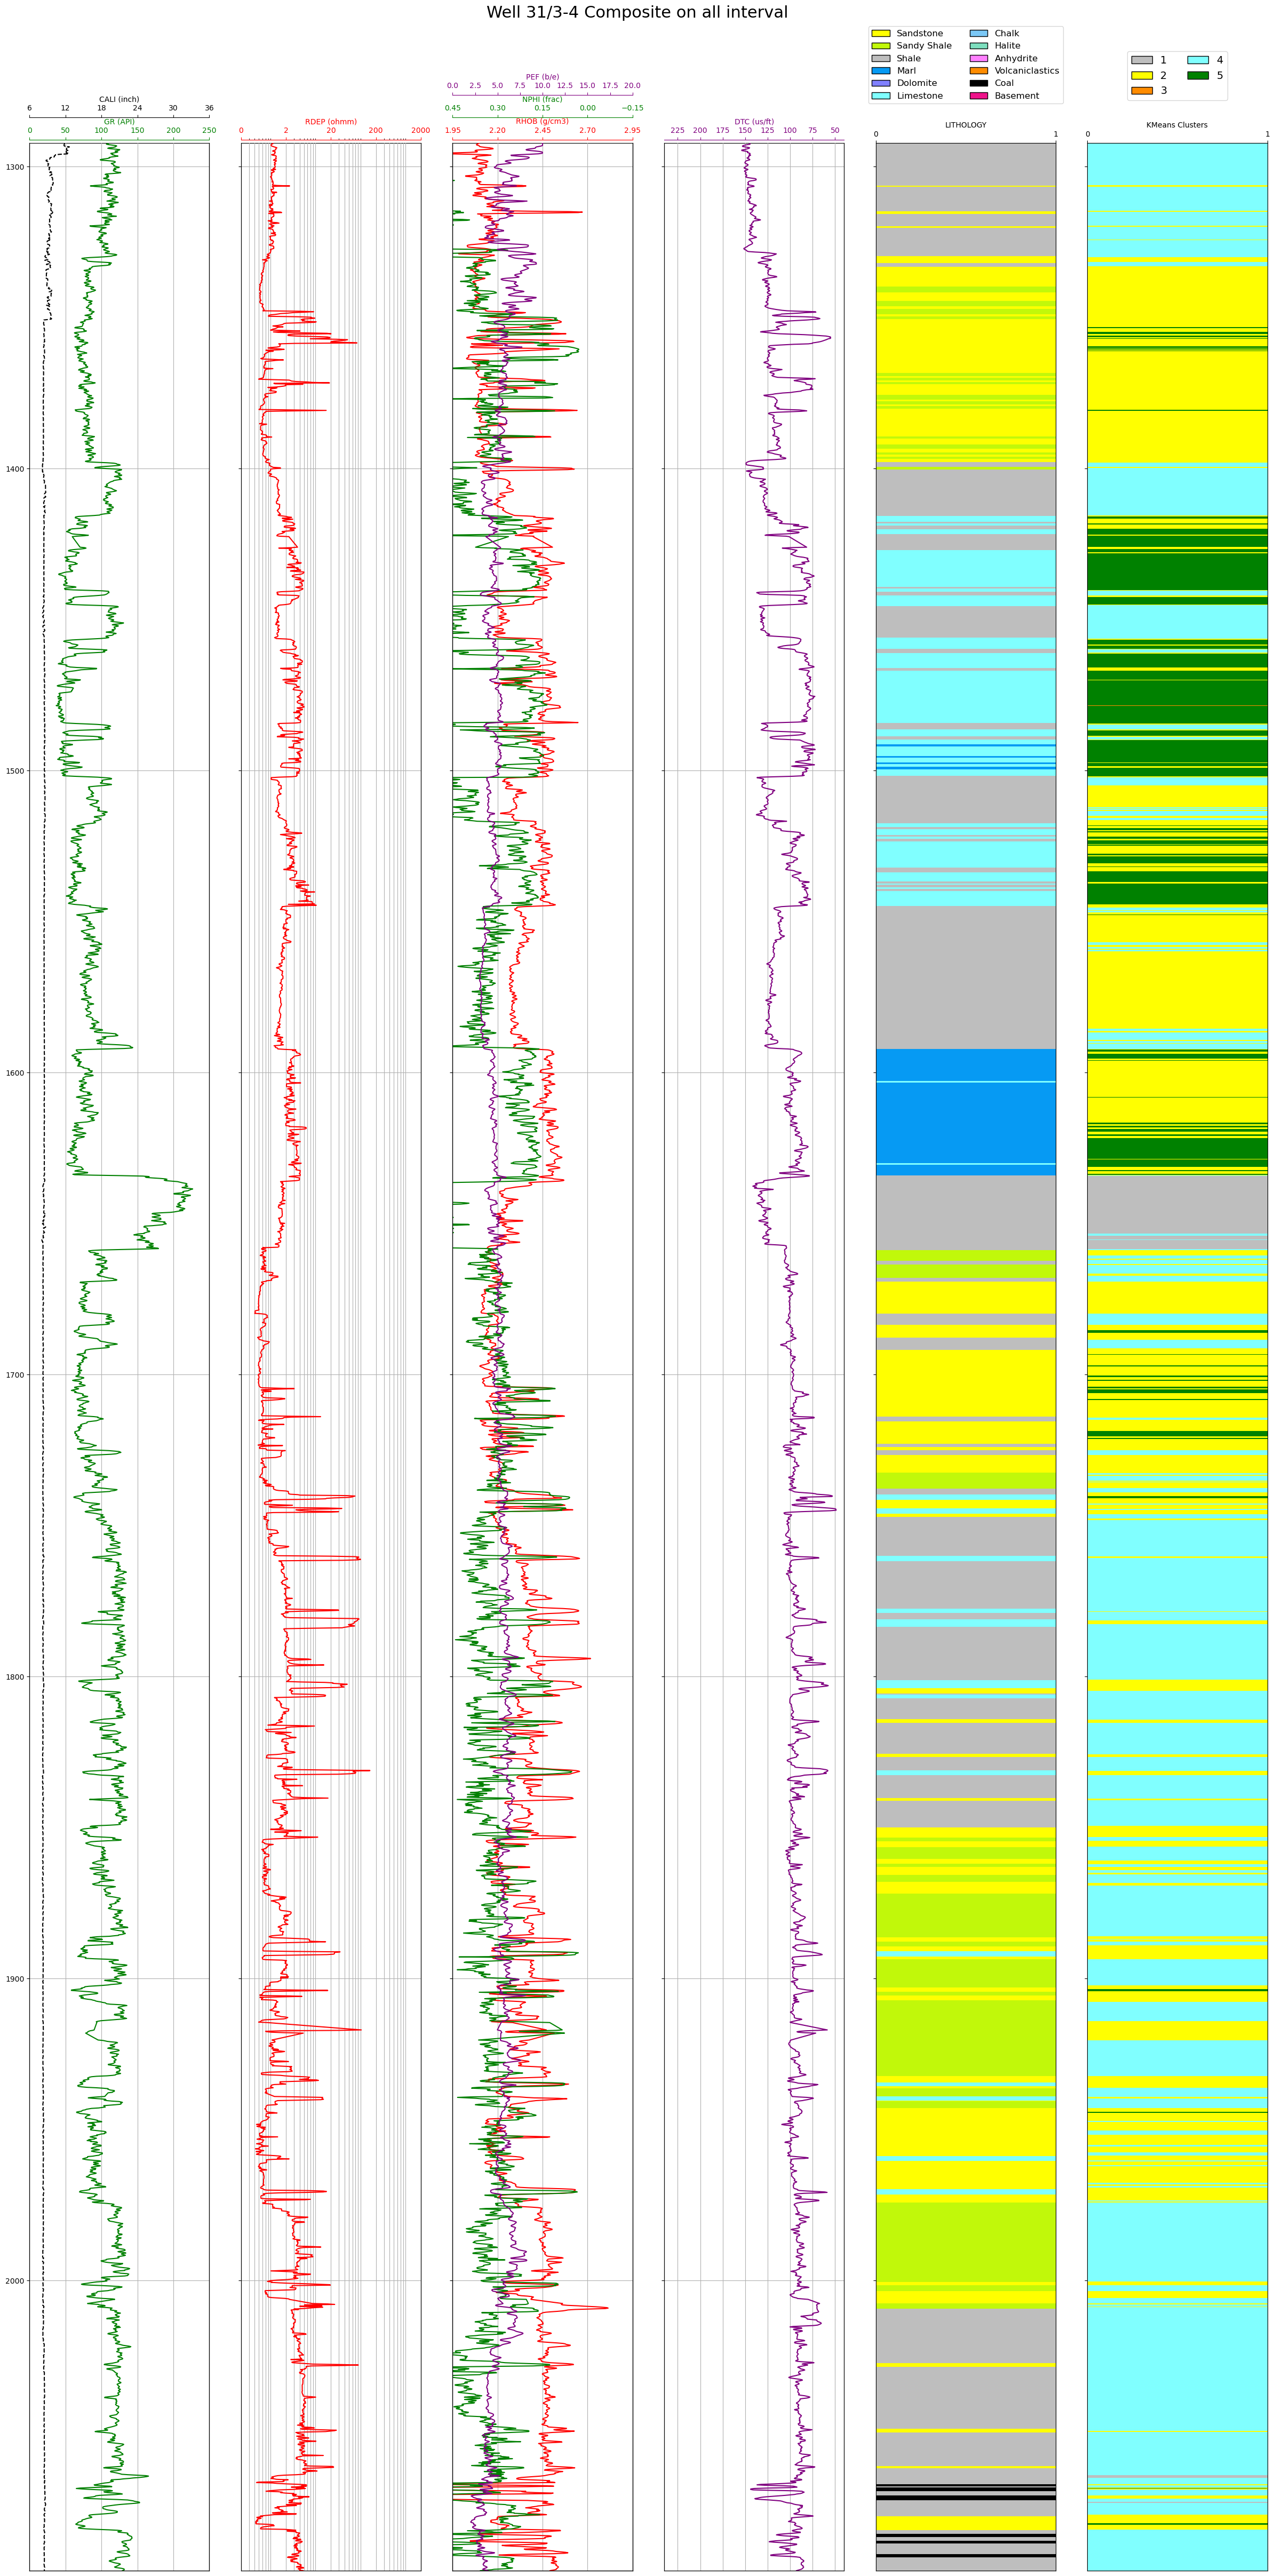 Well 31/3-4 Composite on all interval
Sandstone Chalk
Sandy Shale Halite
Shale Anhydrite
Marl Volcaniclastics
Dolomite Coal
Limestone Basement
1 4
2 5
3
PEF (b/e)
0.0 2.5 5.0 7.5 10.0 12.5 15.0 17.5 20.0
CALI (inch) NPHI (frac)
6 12 18 24 30 36 0.45 0.30 0.15 0.00 −0.15
GR (API) RDEP (ohmm) RHOB (g/cm3) DTC (us/ft) LITHOLOGY KMeans Clusters
0 50 100 150 200 250 0 2 20 200 2000 1.95 2.20 2.45 2.70 2.95 225 200 175 150 125 100 75 50 0 1 0 1
1300
1400
1500
1600
1700
1800
1900
2000